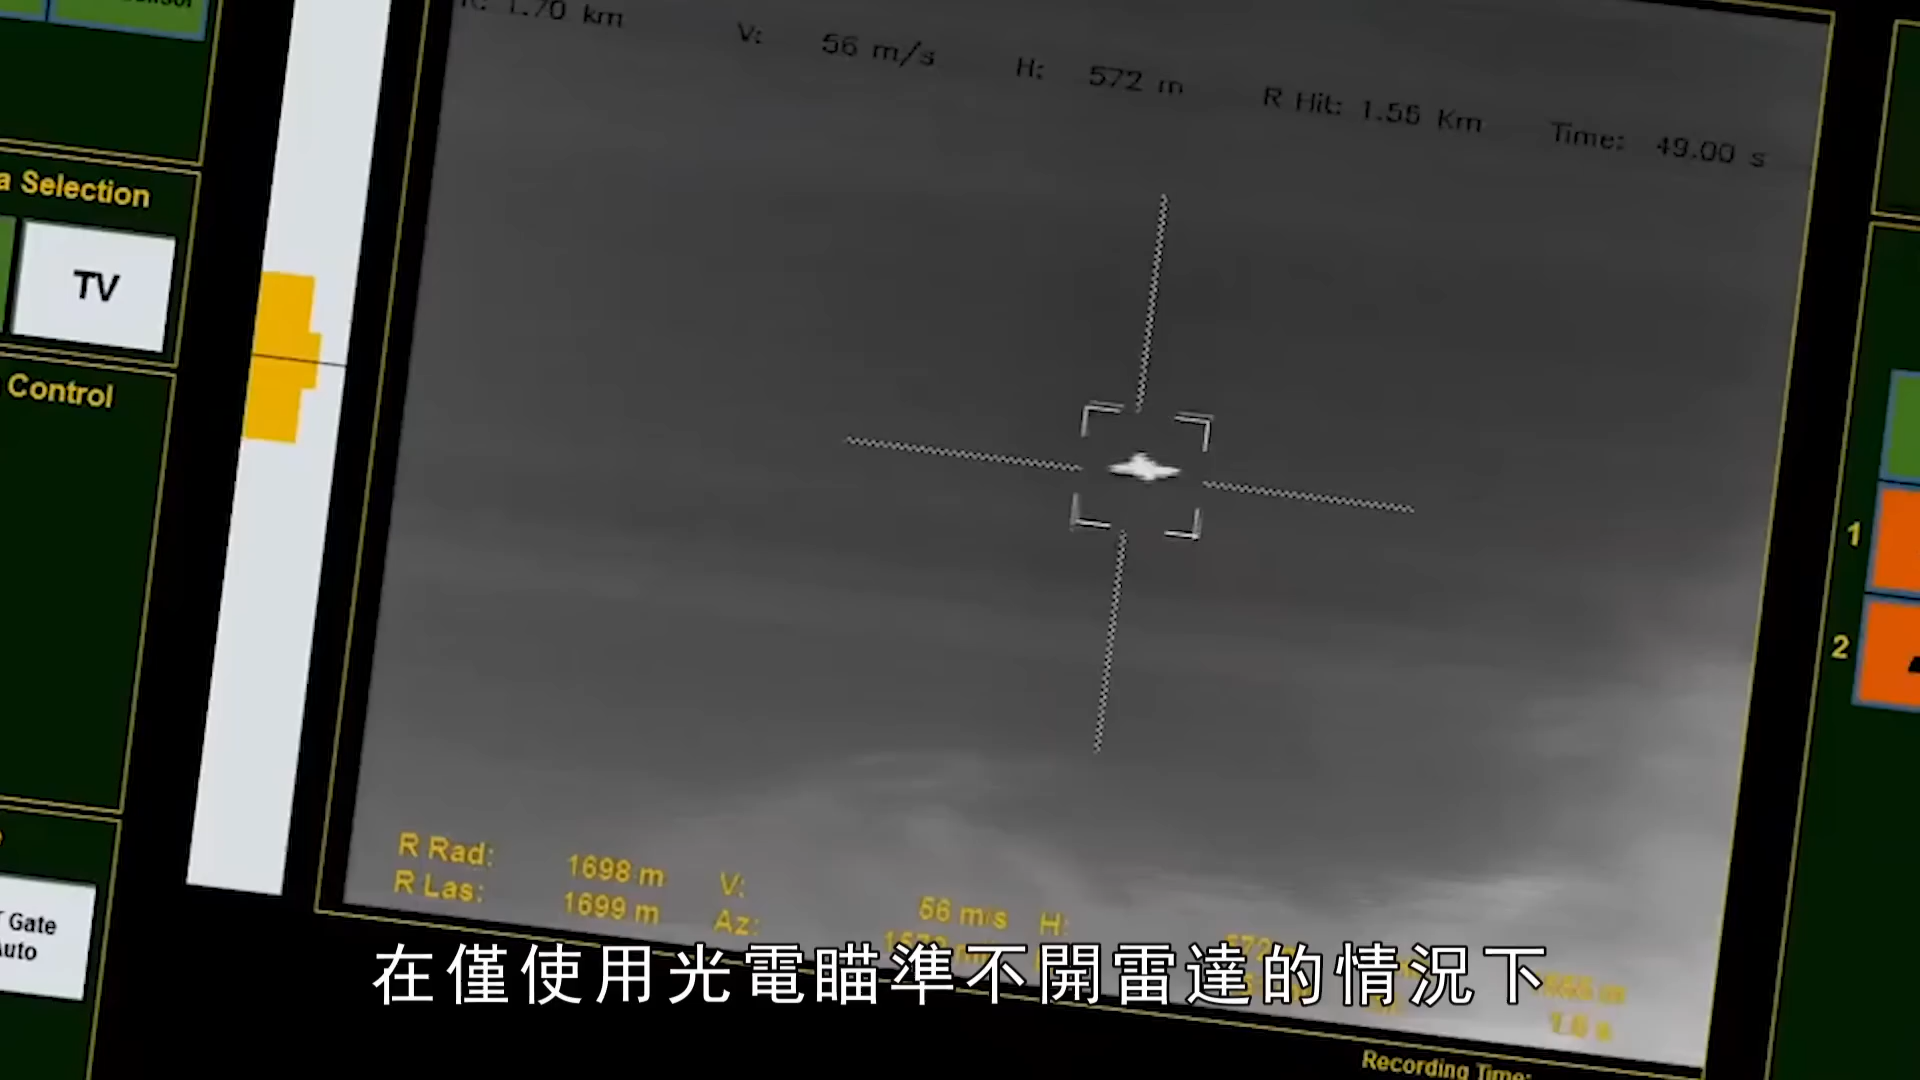 1.70 km V: 56 m/s H: 572 m R Hit: 1.55 Km Time: 49.00 s
a Selection
TV
Control
1
2
R Rad: 1698 m V: 56 m/s H:
R Las: 1699 m Az:
Gate
Auto
在僅使用光電瞄準不開雷達的情況下
Recording Time: